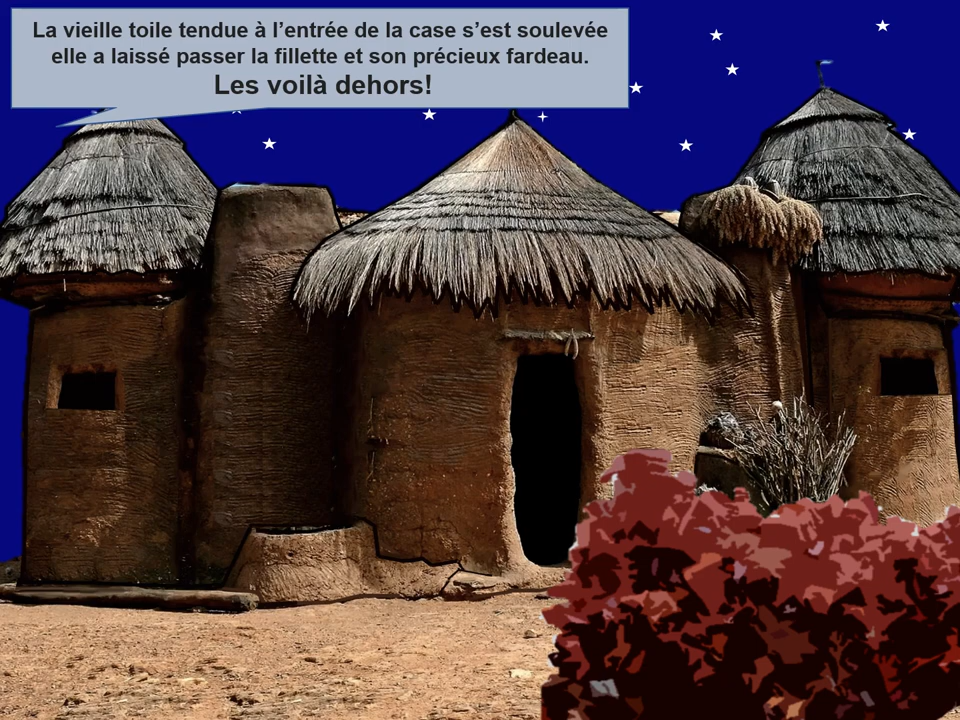 La vieille toile tendue à l’entrée de la case s’est soulevée
elle a laissé passer la fillette et son précieux fardeau.
Les voilà dehors!